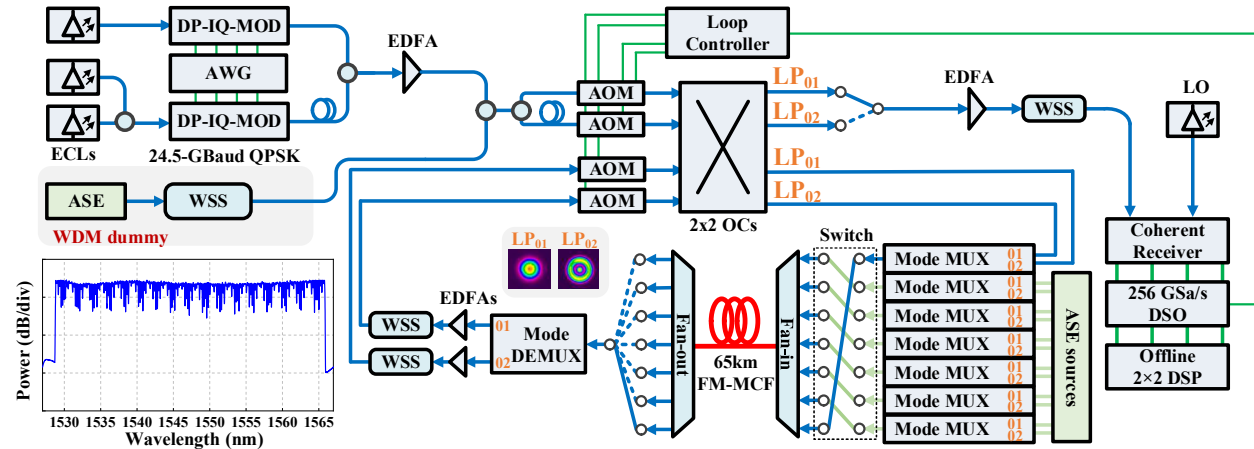 DP-IQ-MOD
AWG
DP-IQ-MOD
ECLs
24.5-GBaud QPSK
EDFA
ASE
WSS
WDM dummy
AOM
AOM
AOM
AOM
Loop
Controller
2x2 OCs
LP01
LP02
LP01
LP02
EDFA
WSS
LO
Coherent
Receiver
256 GSa/s
DSO
Offline
2×2 DSP
Switch
Mode MUX 01 02
Mode MUX 01 02
Mode MUX 01 02
Mode MUX 01 02
Mode MUX 01 02
Mode MUX 01 02
Mode MUX 01 02
ASE sources
Fan-in
65km
FM-MCF
Fan-out
LP01 LP02
Mode
DEMUX
01
02
EDFAs
WSS
WSS
Power (dB/div)
1530 1535 1540 1545 1550 1555 1560 1565
Wavelength (nm)